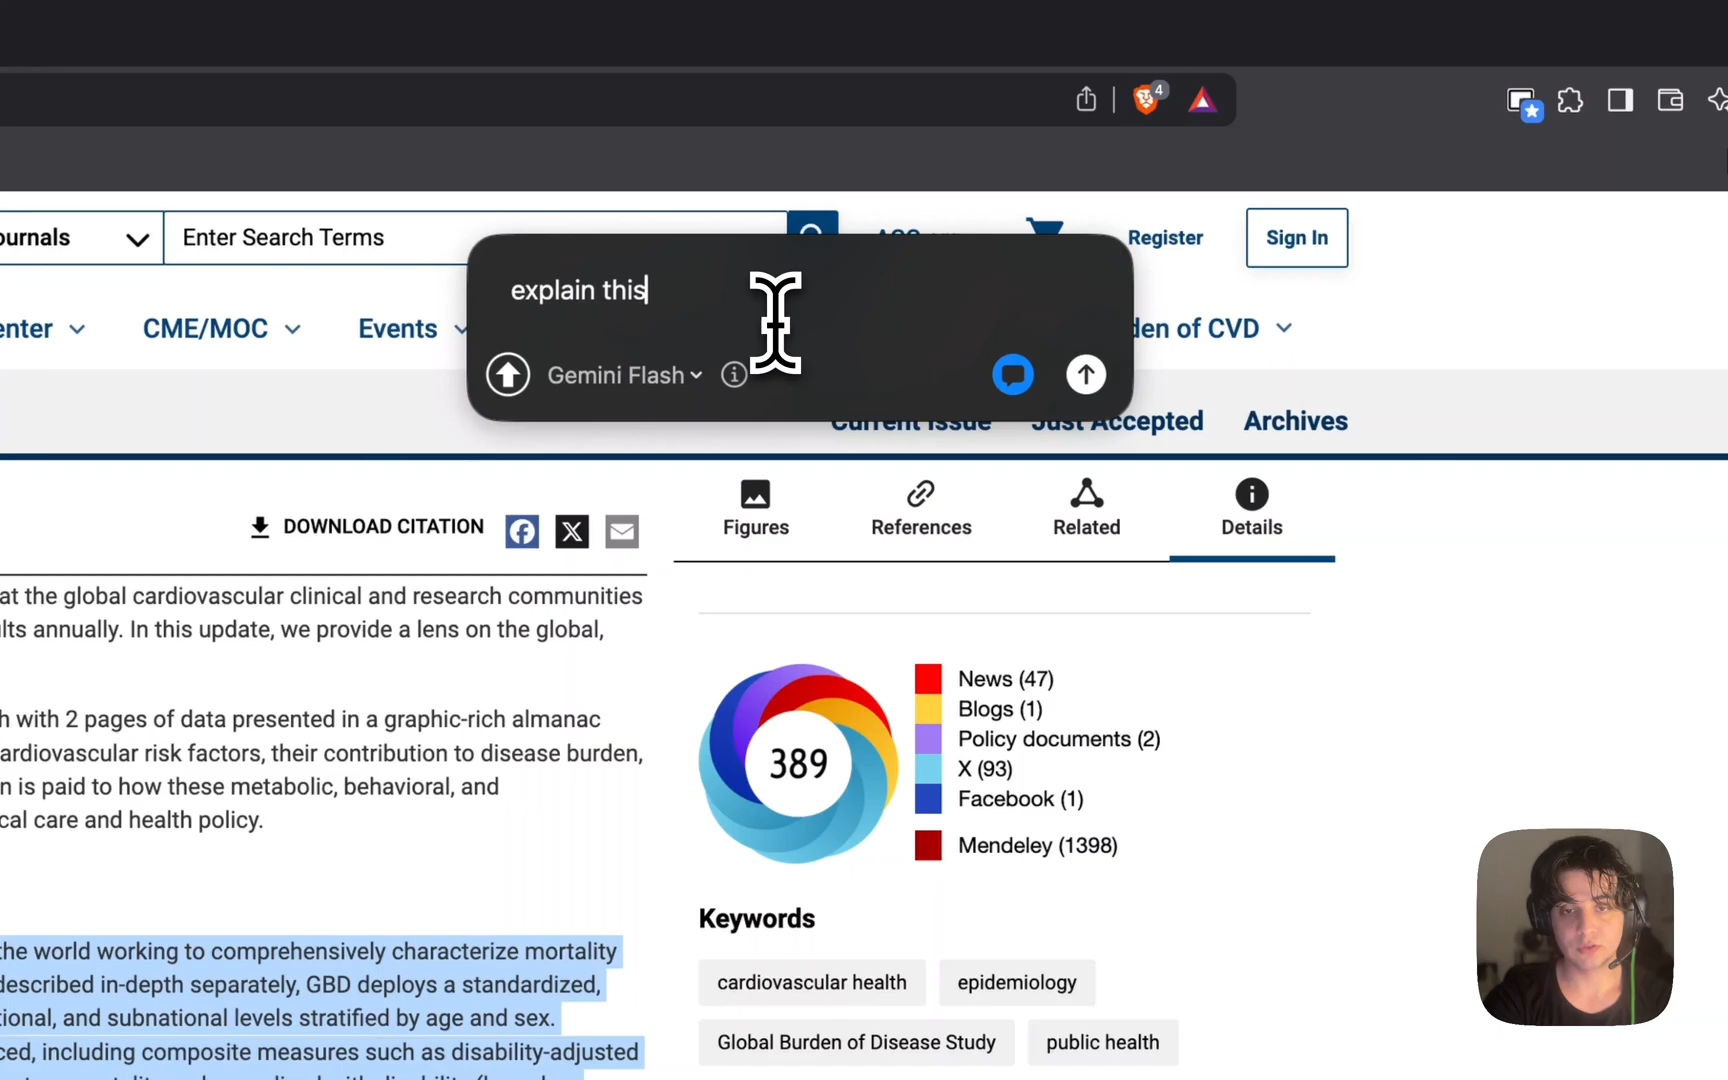 4
ournals
Enter Search Terms
Register
Sign In
explain this
enter
CME/MOC
Events
den of CVD
Gemini Flash
Current Issue
Just Accepted
Archives
DOWNLOAD CITATION
Figures
References
Related
Details
at the global cardiovascular clinical and research communities
lts annually. In this update, we provide a lens on the global,
h with 2 pages of data presented in a graphic-rich almanac
ardiovascular risk factors, their contribution to disease burden,
n is paid to how these metabolic, behavioral, and
cal care and health policy.
389
News (47)
Blogs (1)
Policy documents (2)
X (93)
Facebook (1)
Mendeley (1398)
Keywords
cardiovascular health
epidemiology
Global Burden of Disease Study
public health
the world working to comprehensively characterize mortality
described in-depth separately, GBD deploys a standardized,
tional, and subnational levels stratified by age and sex.
ced, including composite measures such as disability-adjusted